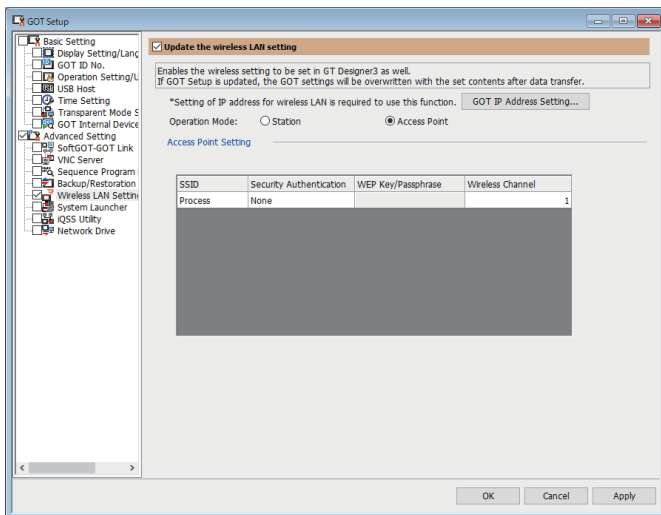 GOT Setup
Basic Setting
Display Setting/Lang
GOT ID No.
Operation Setting/U
USB Host
Time Setting
Transparent Mode S
GOT Internal Device
Advanced Setting
SoftGOT-GOT Link
VNC Server
Sequence Program
Backup/Restoration
Wireless LAN Setting
System Launcher
iQSS Utility
Network Drive
Update the wireless LAN setting
Enables the wireless setting to be set in GT Designer3 as well.
If GOT Setup is updated, the GOT settings will be overwritten with the set contents after data transfer.
*Setting of IP address for wireless LAN is required to use this function. GOT IP Address Setting...
Operation Mode: Station Access Point
Access Point Setting
SSID Security Authentication WEP Key/Passphrase Wireless Channel
Process None 1
OK Cancel Apply